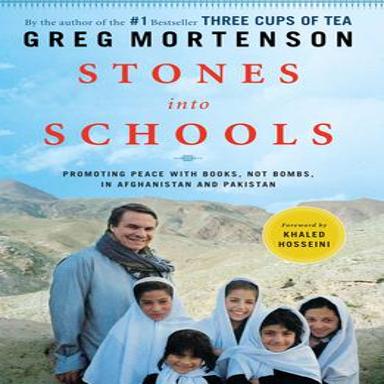 By the author of the #1 Bestseller THREE CUPS OF TEA
GREG MORTENSON
STONES
into
SCHOOLS
PROMOTING PEACE WITH BOOKS, NOT BOMBS,
IN AFGHANISTAN AND PAKISTAN
Foreword by
KHALED
HOSSEINI